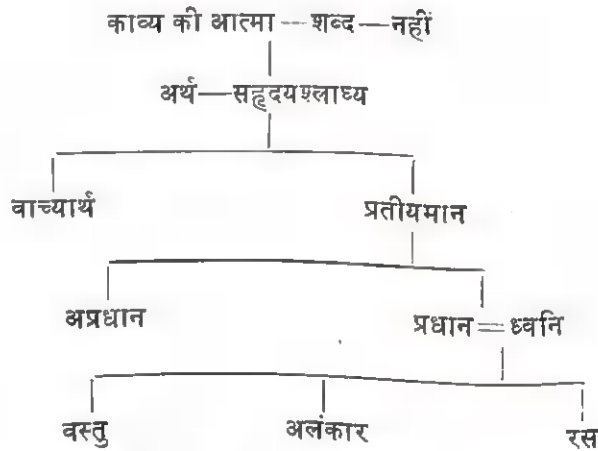 काव्य की आत्मा — शब्द — नहीं
अर्थ — सहृदयश्लाघ्य
वाच्यार्थ प्रतीयमान
अप्रधान प्रधान = ध्वनि
वस्तु अलंकार रस